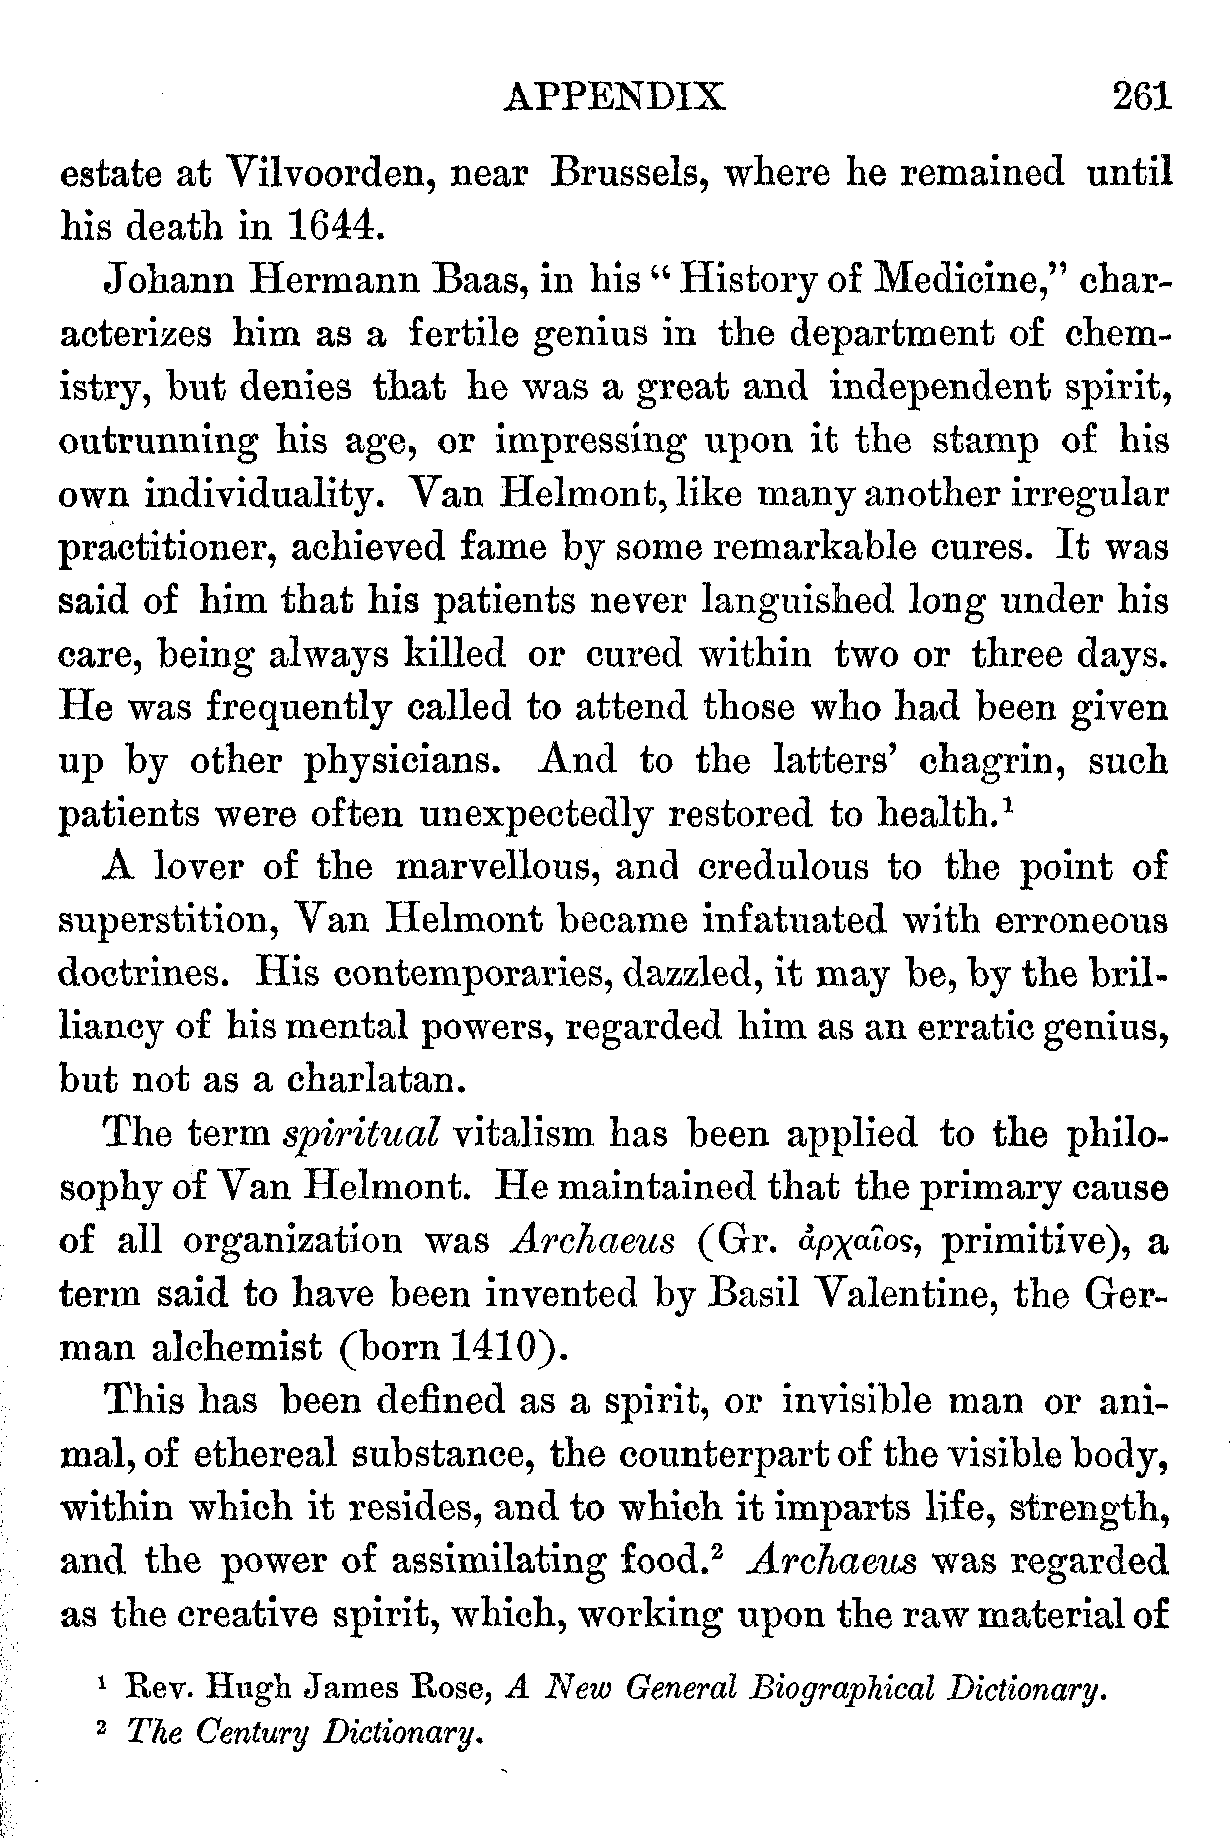 APPENDIX 261
estate at Vilvoorden, near Brussels, where he remained until
his death in 1644.
Johann Hermann Baas, in his “ History of Medicine,” char-
acterizes him as a fertile genius in the department of chem-
istry, but denies that he was a great and independent spirit,
outrunning his age, or impressing upon it the stamp of his
own individuality. Van Helmont, like many another irregular
practitioner, achieved fame by some remarkable cures. It was
said of him that his patients never languished long under his
care, being always killed or cured within two or three days.
He was frequently called to attend those who had been given
up by other physicians. And to the latters’ chagrin, such
patients were often unexpectedly restored to health.¹
A lover of the marvellous, and credulous to the point of
superstition, Van Helmont became infatuated with erroneous
doctrines. His contemporaries, dazzled, it may be, by the bril-
liancy of his mental powers, regarded him as an erratic genius,
but not as a charlatan.
The term spiritual vitalism has been applied to the philo-
sophy of Van Helmont. He maintained that the primary cause
of all organization was Archaeus (Gr. ἀρχαῖος, primitive), a
term said to have been invented by Basil Valentine, the Ger-
man alchemist (born 1410).
This has been defined as a spirit, or invisible man or ani-
mal, of ethereal substance, the counterpart of the visible body,
within which it resides, and to which it imparts life, strength,
and the power of assimilating food.² Archaeus was regarded
as the creative spirit, which, working upon the raw material of
¹ Rev. Hugh James Rose, A New General Biographical Dictionary.
² The Century Dictionary.